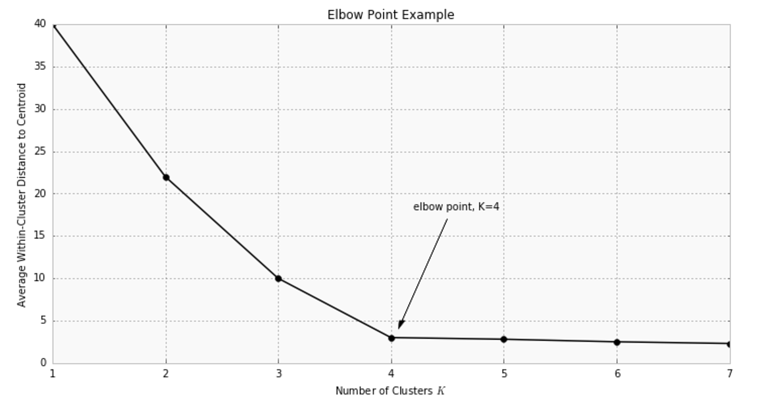 Elbow Point Example
Average Within-Cluster Distance to Centroid
40
35
30
25
20
15
10
5
0
elbow point, K=4
1 2 3 4 5 6 7
Number of Clusters K